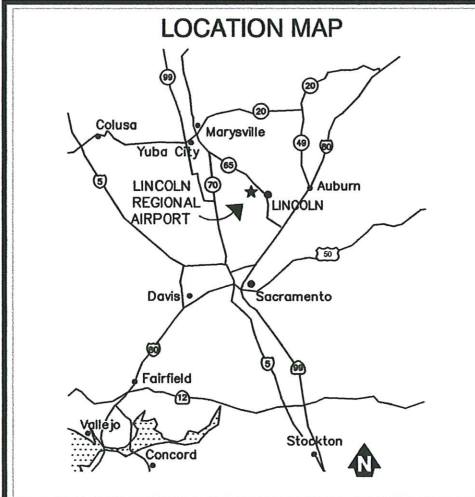 LOCATION MAP
99
20
20
Colusa
Marysville
Yuba City
49
80
65
5
70
LINCOLN
REGIONAL
AIRPORT
LINCOLN
Auburn
50
Davis
Sacramento
80
5
99
Fairfield
12
Vallejo
Concord
Stockton
N